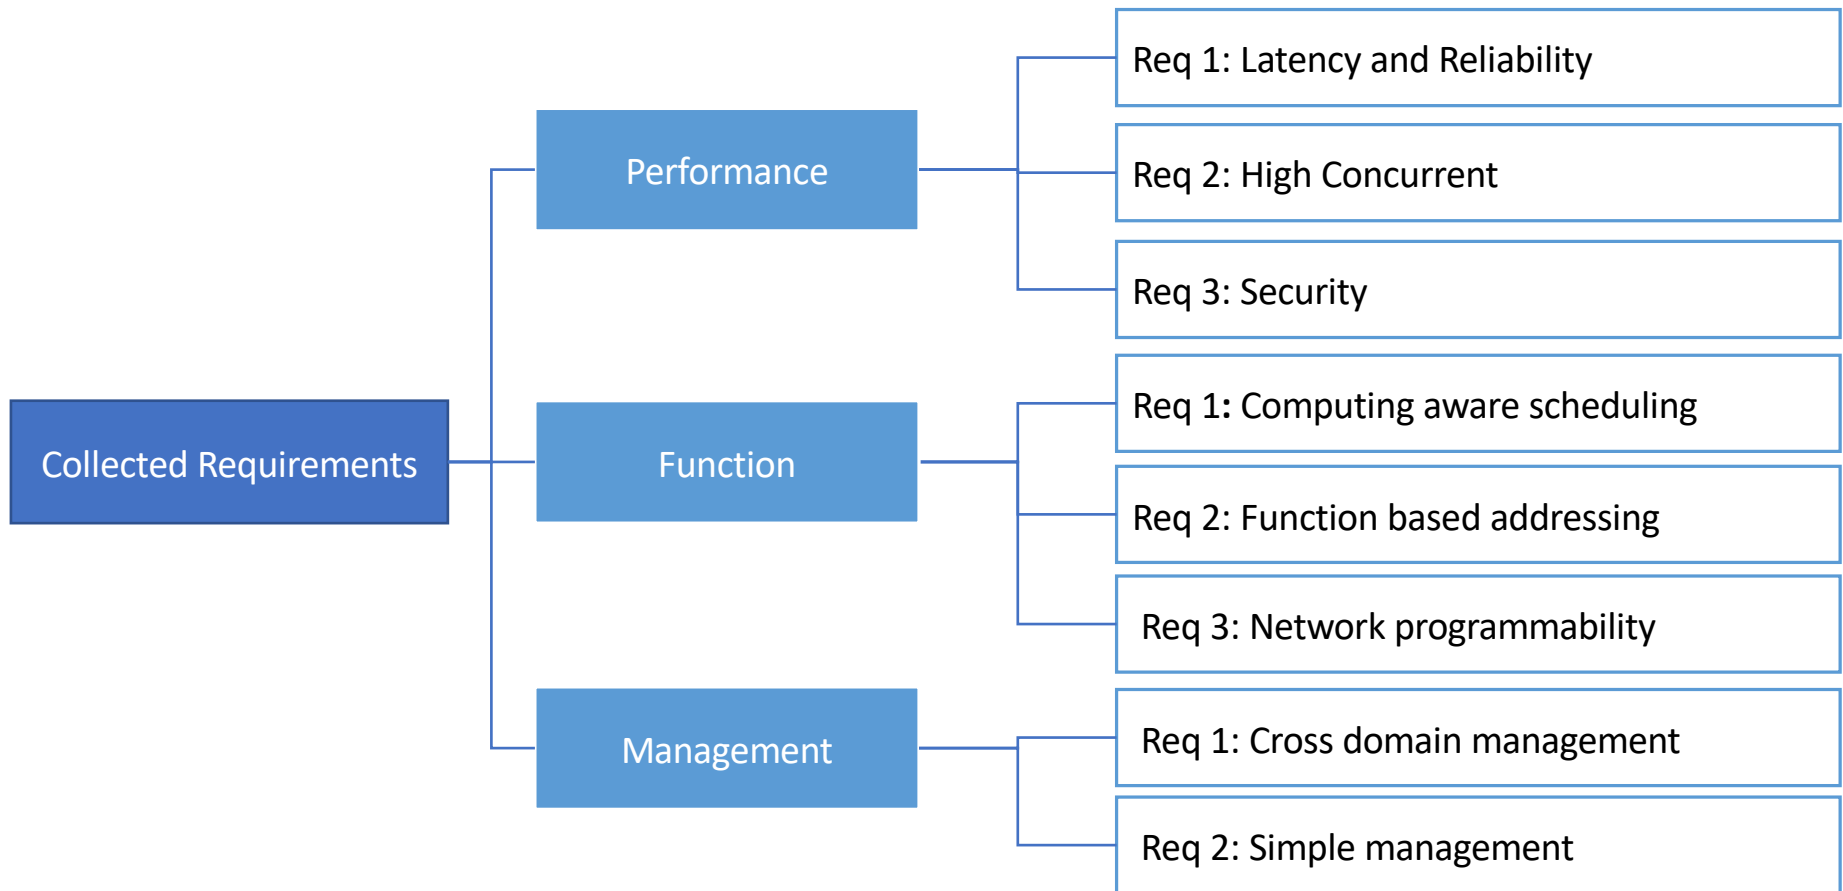 Collected Requirements
Performance
Req 1: Latency and Reliability
Req 2: High Concurrent
Req 3: Security
Function
Req 1: Computing aware scheduling
Req 2: Function based addressing
Req 3: Network programmability
Management
Req 1: Cross domain management
Req 2: Simple management